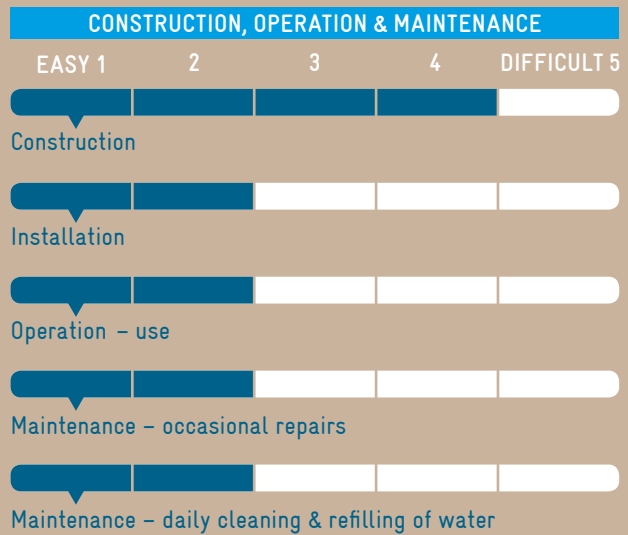 CONSTRUCTION, OPERATION & MAINTENANCE
EASY 1 2 3 4 DIFFICULT 5
Construction
Installation
Operation – use
Maintenance – occasional repairs
Maintenance – daily cleaning & refilling of water